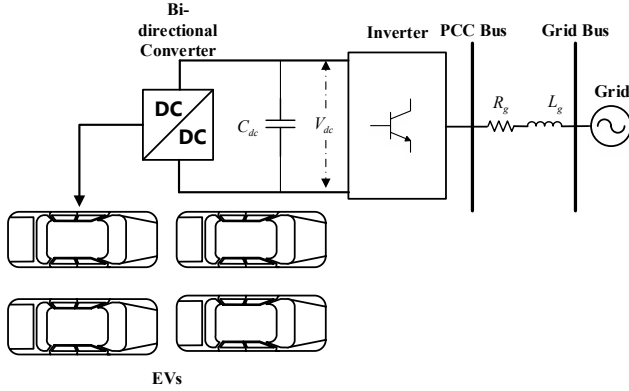 Bi-
directional
Converter
Inverter
PCC Bus
Grid Bus
Grid
DC
DC
C_dc
V_dc
R_g
L_g
EVs